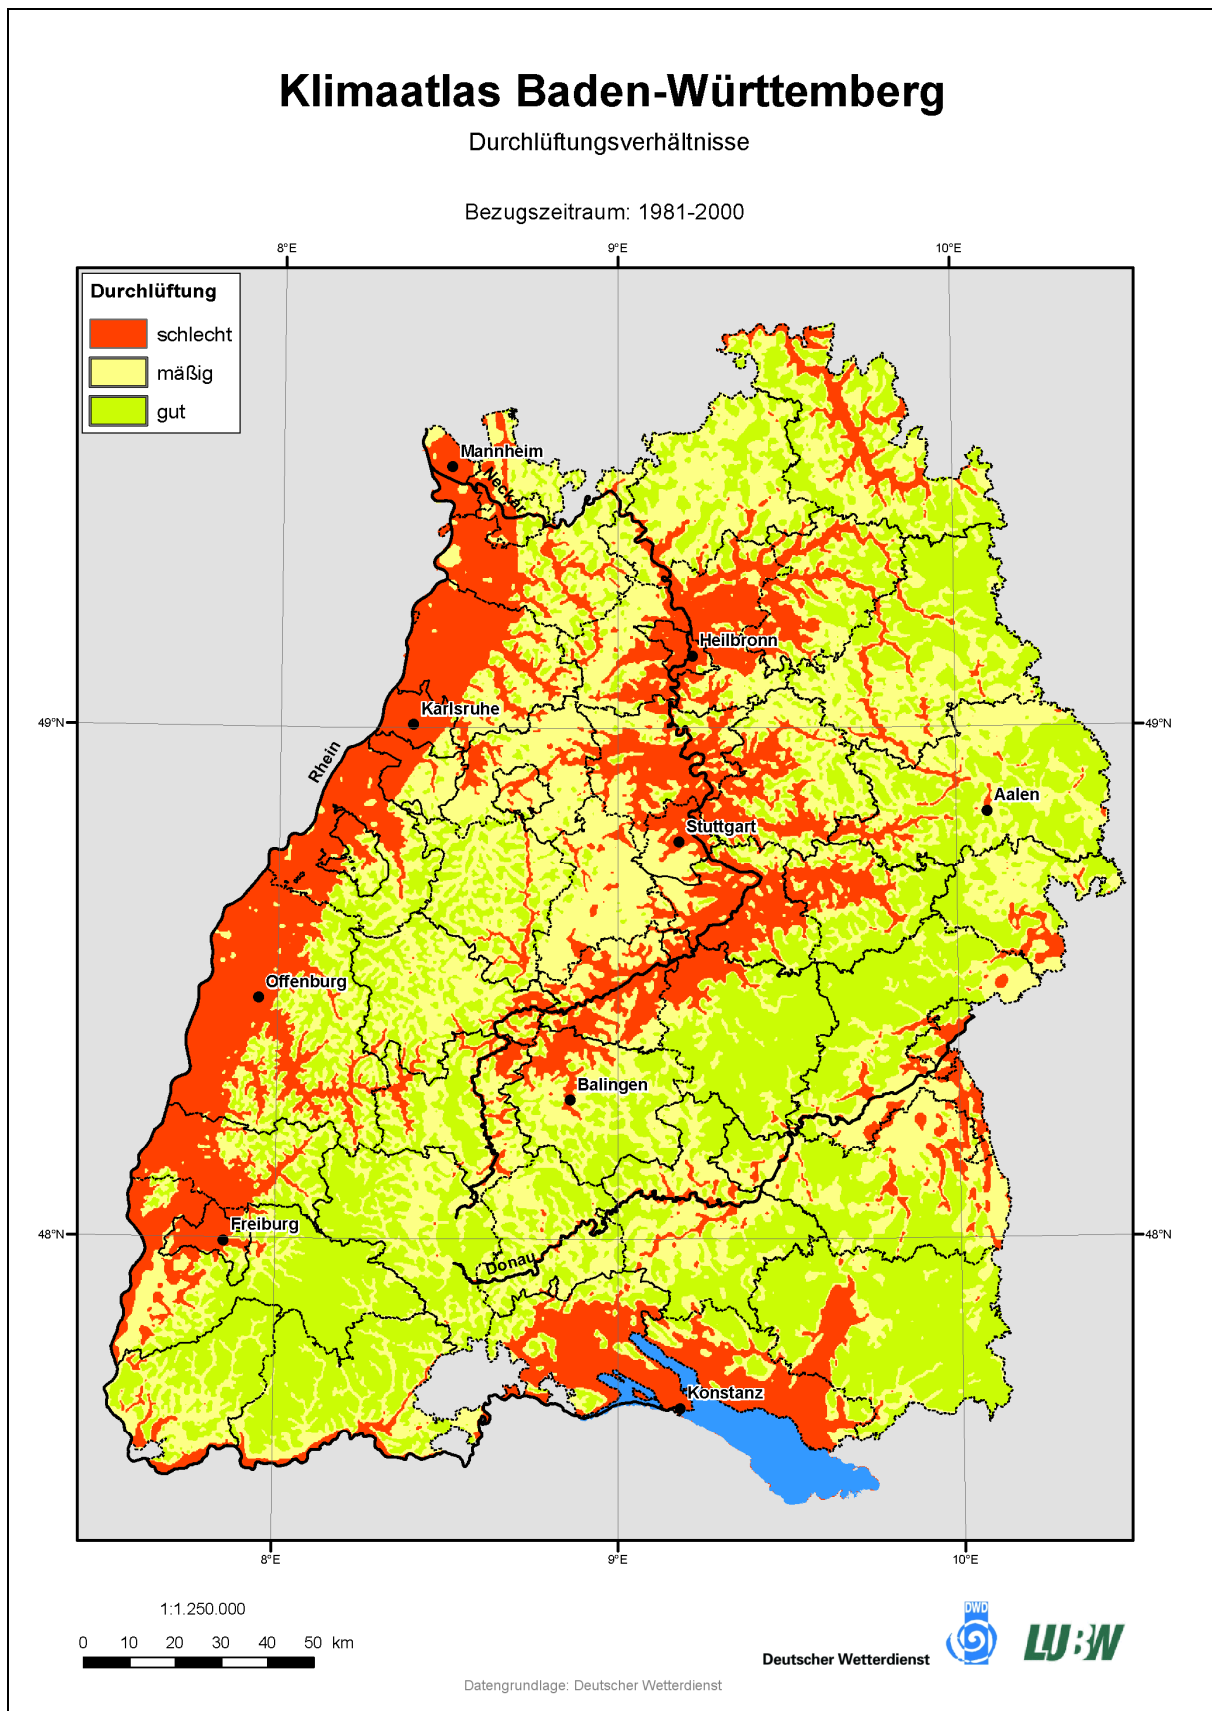 Klimaatlas Baden-Württemberg
Durchlüftungsverhältnisse
Bezugszeitraum: 1981-2000
8°E 9°E 10°E
Durchlüftung
schlecht
mäßig
gut
Mannheim
Neckar
Heilbronn
Karlsruhe
49°N 49°N
Rhein
Aalen
Stuttgart
Offenburg
Balingen
Freiburg
48°N 48°N
Donau
Konstanz
8°E 9°E 10°E
1:1.250.000
0 10 20 30 40 50 km
DWD
Deutscher Wetterdienst
LUBW
Datengrundlage: Deutscher Wetterdienst